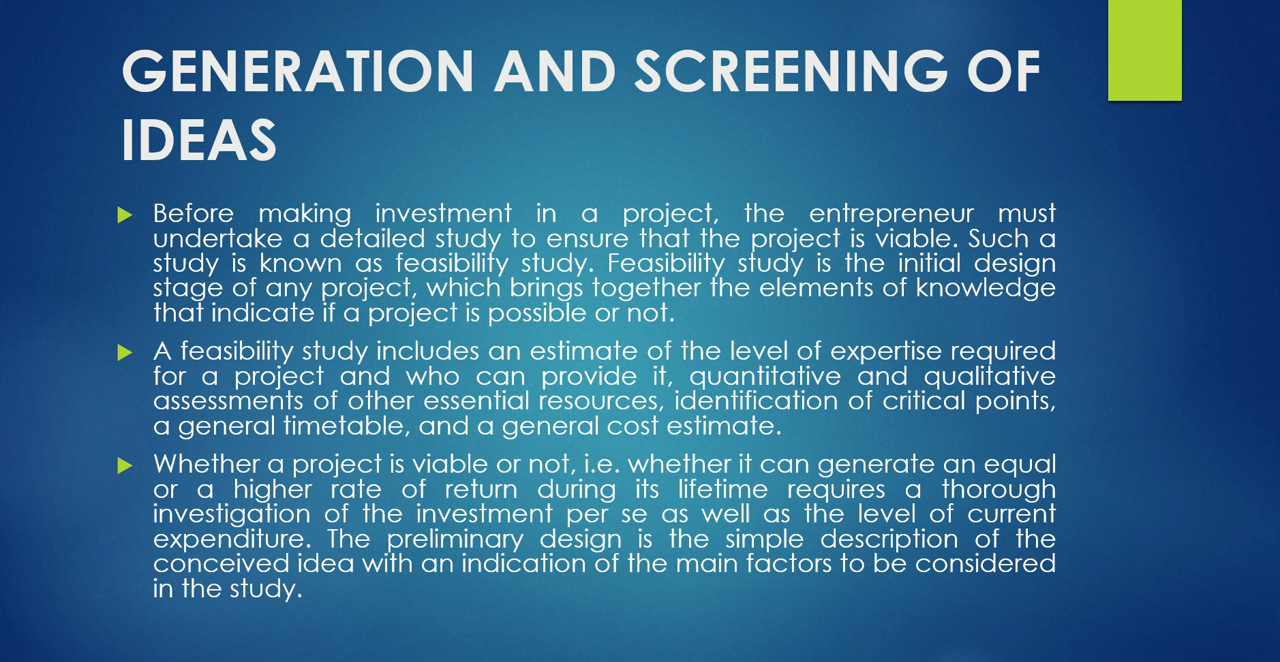 GENERATION AND SCREENING OF
IDEAS
Before making investment in a project, the entrepreneur must
undertake a detailed study to ensure that the project is viable. Such a
study is known as feasibility study. Feasibility study is the initial design
stage of any project, which brings together the elements of knowledge
that indicate if a project is possible or not.
A feasibility study includes an estimate of the level of expertise required
for a project and who can provide it, quantitative and qualitative
assessments of other essential resources, identification of critical points,
a general timetable, and a general cost estimate.
Whether a project is viable or not, i.e. whether it can generate an equal
or a higher rate of return during its lifetime requires a thorough
investigation of the investment per se as well as the level of current
expenditure. The preliminary design is the simple description of the
conceived idea with an indication of the main factors to be considered
in the study.